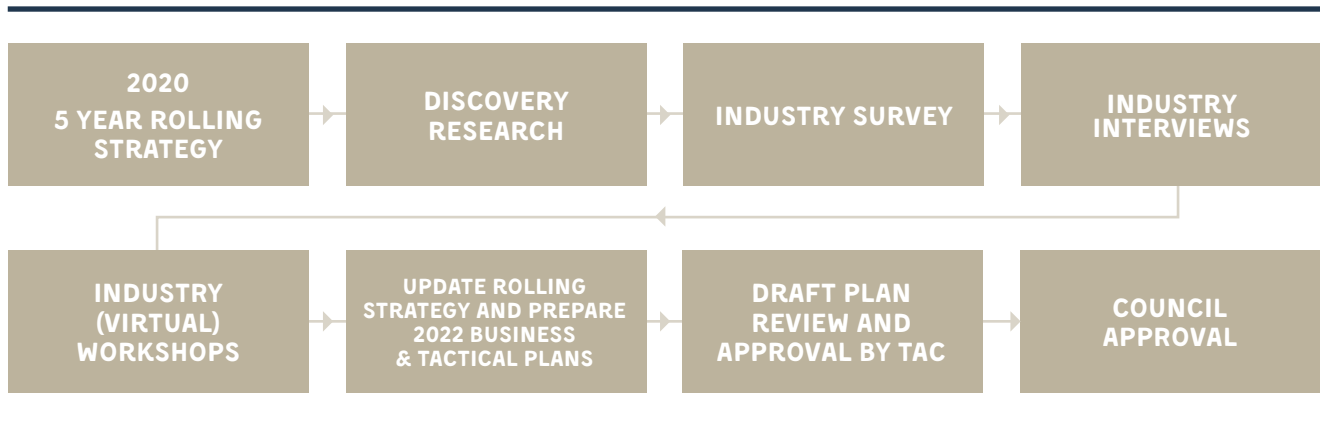 2020
5 YEAR ROLLING
STRATEGY
DISCOVERY
RESEARCH
INDUSTRY SURVEY
INDUSTRY
INTERVIEWS
INDUSTRY
(VIRTUAL)
WORKSHOPS
UPDATE ROLLING
STRATEGY AND PREPARE
2022 BUSINESS
& TACTICAL PLANS
DRAFT PLAN
REVIEW AND
APPROVAL BY TAC
COUNCIL
APPROVAL